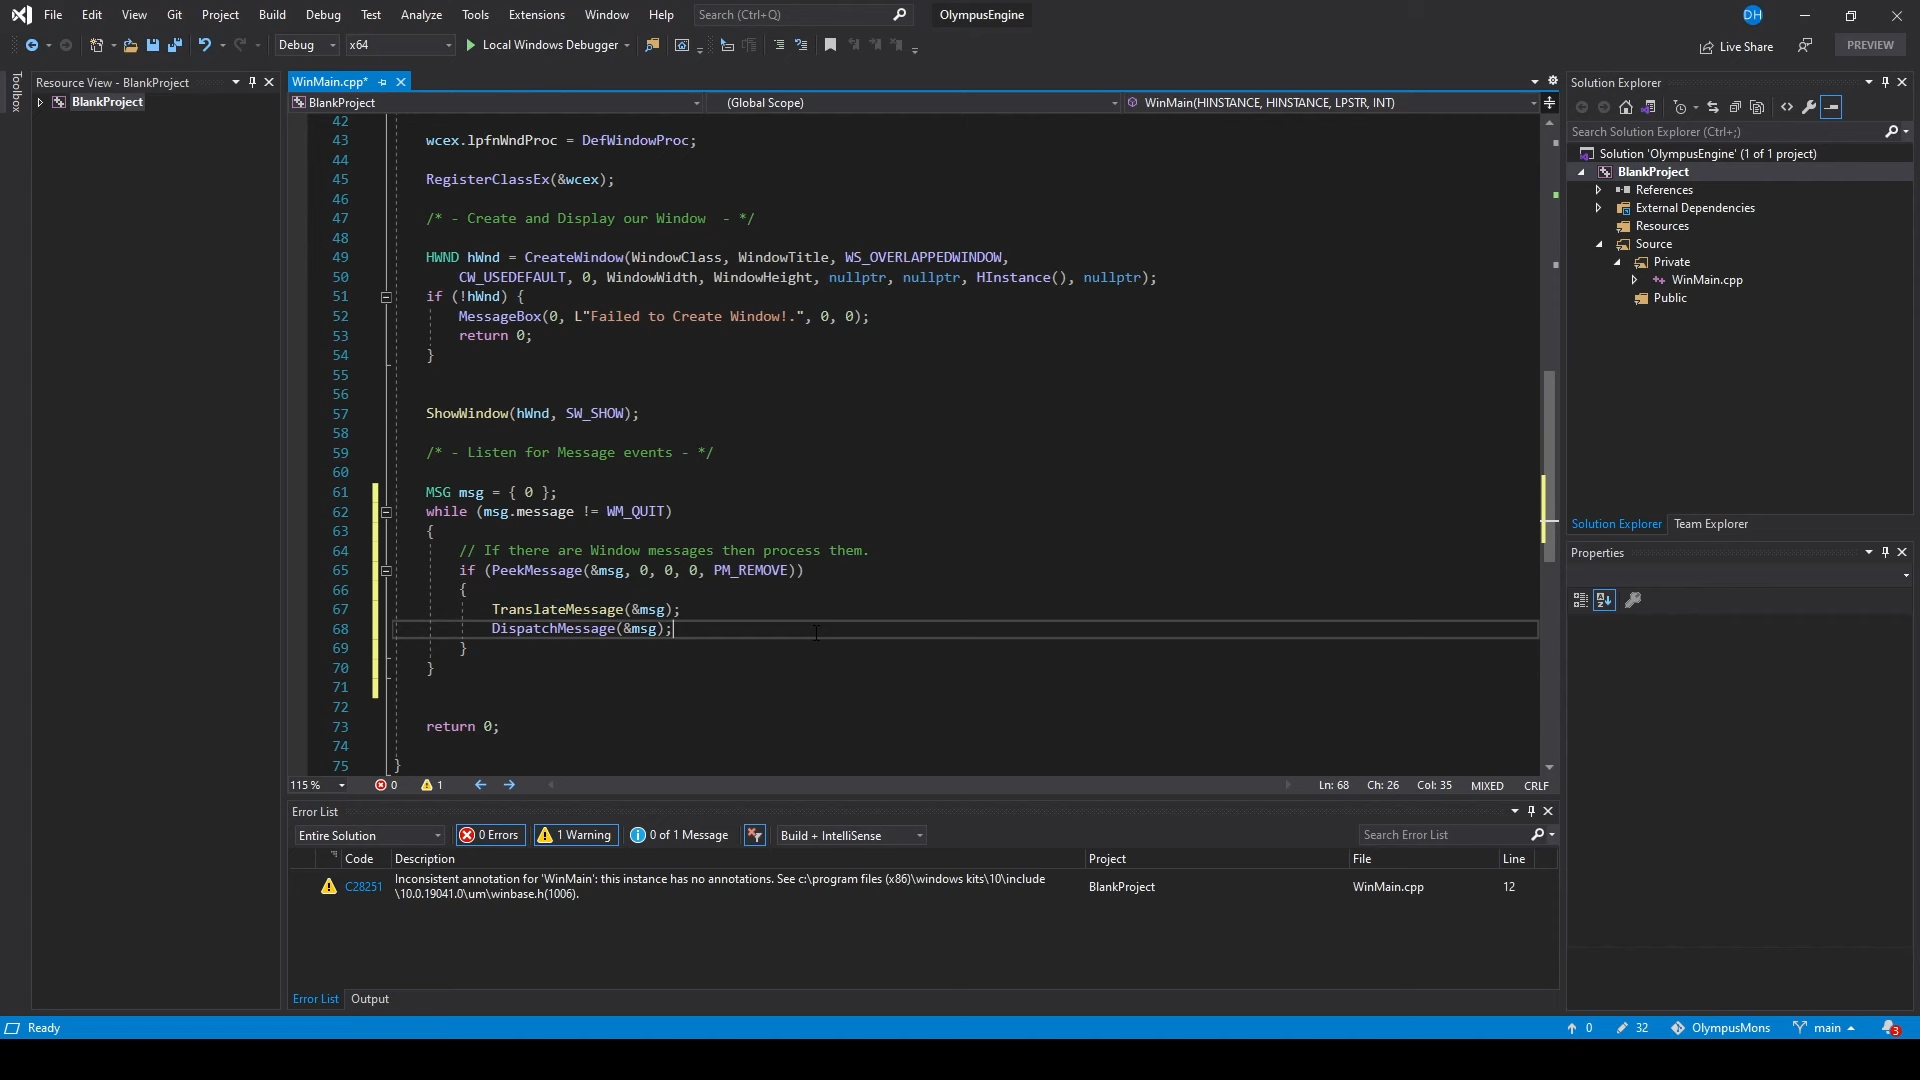 File Edit View Git Project Build Debug Test Analyze Tools Extensions Window Help Search (Ctrl+Q) OlympusEngine DH
Debug x64 Local Windows Debugger Live Share PREVIEW
Toolbox
Resource View - BlankProject
BlankProject
WinMain.cpp*
BlankProject (Global Scope) WinMain(HINSTANCE, HINSTANCE, LPSTR, INT)
42
43 wcex.lpfnWndProc = DefWindowProc;
44
45 RegisterClassEx(&wcex);
46
47 /* - Create and Display our Window  - */
48
49 HWND hWnd = CreateWindow(WindowClass, WindowTitle, WS_OVERLAPPEDWINDOW,
50 CW_USEDEFAULT, 0, WindowWidth, WindowHeight, nullptr, nullptr, HInstance(), nullptr);
51 if (!hWnd) {
52 MessageBox(0, L"Failed to Create Window!.", 0, 0);
53 return 0;
54 }
55
56
57 ShowWindow(hWnd, SW_SHOW);
58
59 /* - Listen for Message events - */
60
61 MSG msg = { 0 };
62 while (msg.message != WM_QUIT)
63 {
64 // If there are Window messages then process them.
65 if (PeekMessage(&msg, 0, 0, 0, PM_REMOVE))
66 {
67 TranslateMessage(&msg);
68 DispatchMessage(&msg);
69 }
70 }
71
72
73 return 0;
74
75 }
115 % 0 1 Ln: 68 Ch: 26 Col: 35 MIXED CRLF
Error List
Entire Solution 0 Errors 1 Warning 0 of 1 Message Build + IntelliSense Search Error List
Code Description Project File Line
C28251 Inconsistent annotation for 'WinMain': this instance has no annotations. See c:\program files (x86)\windows kits\10\include
\10.0.19041.0\um\winbase.h(1006). BlankProject WinMain.cpp 12
Error List Output
Solution Explorer
Search Solution Explorer (Ctrl+;)
Solution 'OlympusEngine' (1 of 1 project)
BlankProject
References
External Dependencies
Resources
Source
Private
WinMain.cpp
Public
Solution Explorer Team Explorer
Properties
Ready 0 32 OlympusMons main 3